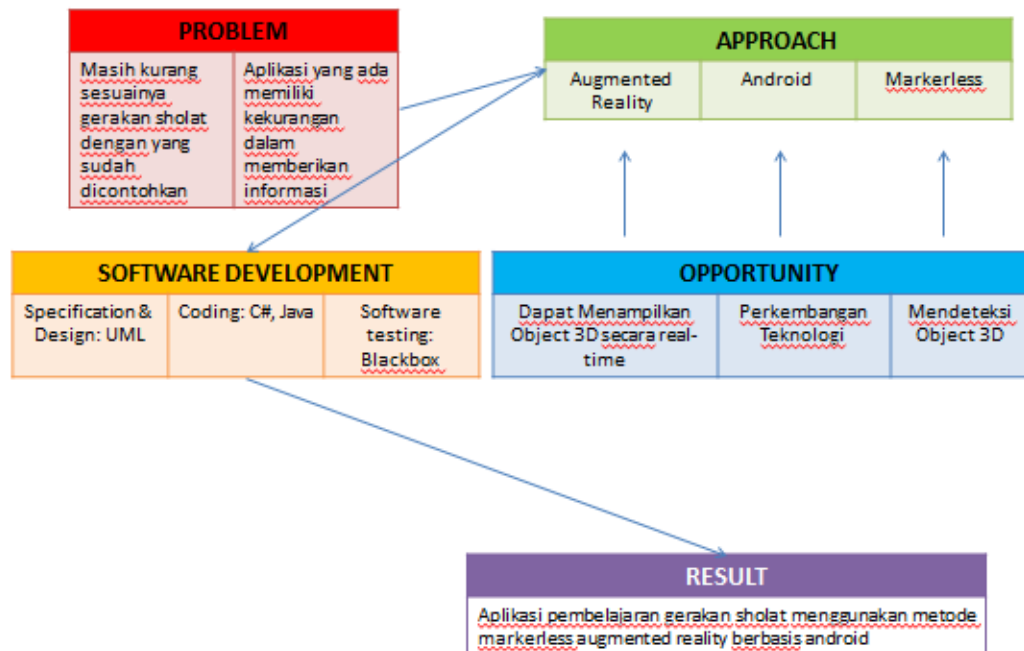 PROBLEM
Masih kurang
sesuainya
gerakan sholat
dengan yang
sudah
dicontohkan
Aplikasi yang ada
memiliki
kekurangan
dalam
memberikan
informasi
APPROACH
Augmented
Reality
Android
Markerless
SOFTWARE DEVELOPMENT
Specification &
Design: UML
Coding: C#, Java
Software
testing:
Blackbox
OPPORTUNITY
Dapat Menampilkan
Object 3D secara real-
time
Perkembangan
Teknologi
Mendeteksi
Object 3D
RESULT
Aplikasi pembelajaran gerakan sholat menggunakan metode
markerless augmented reality berbasis android